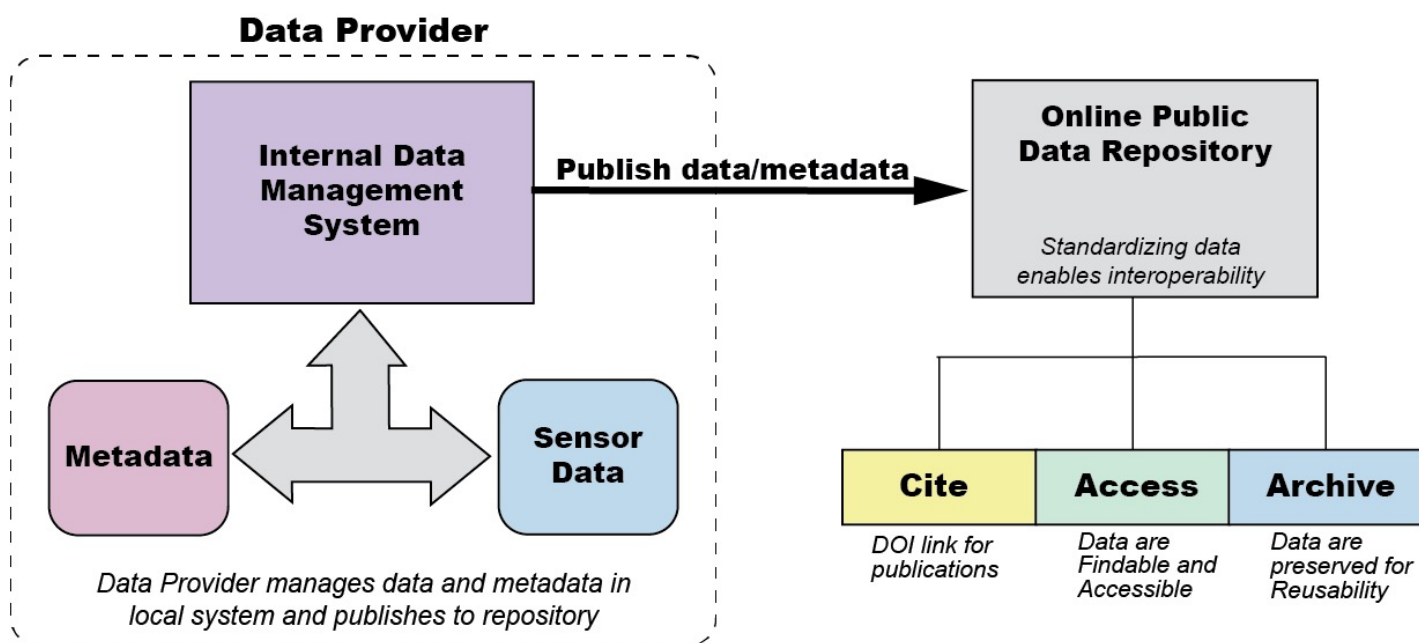 Data Provider
Internal Data
Management
System
Publish data/metadata
Online Public
Data Repository
Standardizing data
enables interoperability
Metadata
Sensor
Data
Data Provider manages data and metadata in
local system and publishes to repository
Cite
Access
Archive
DOI link for
publications
Data are
Findable and
Accessible
Data are
preserved for
Reusability